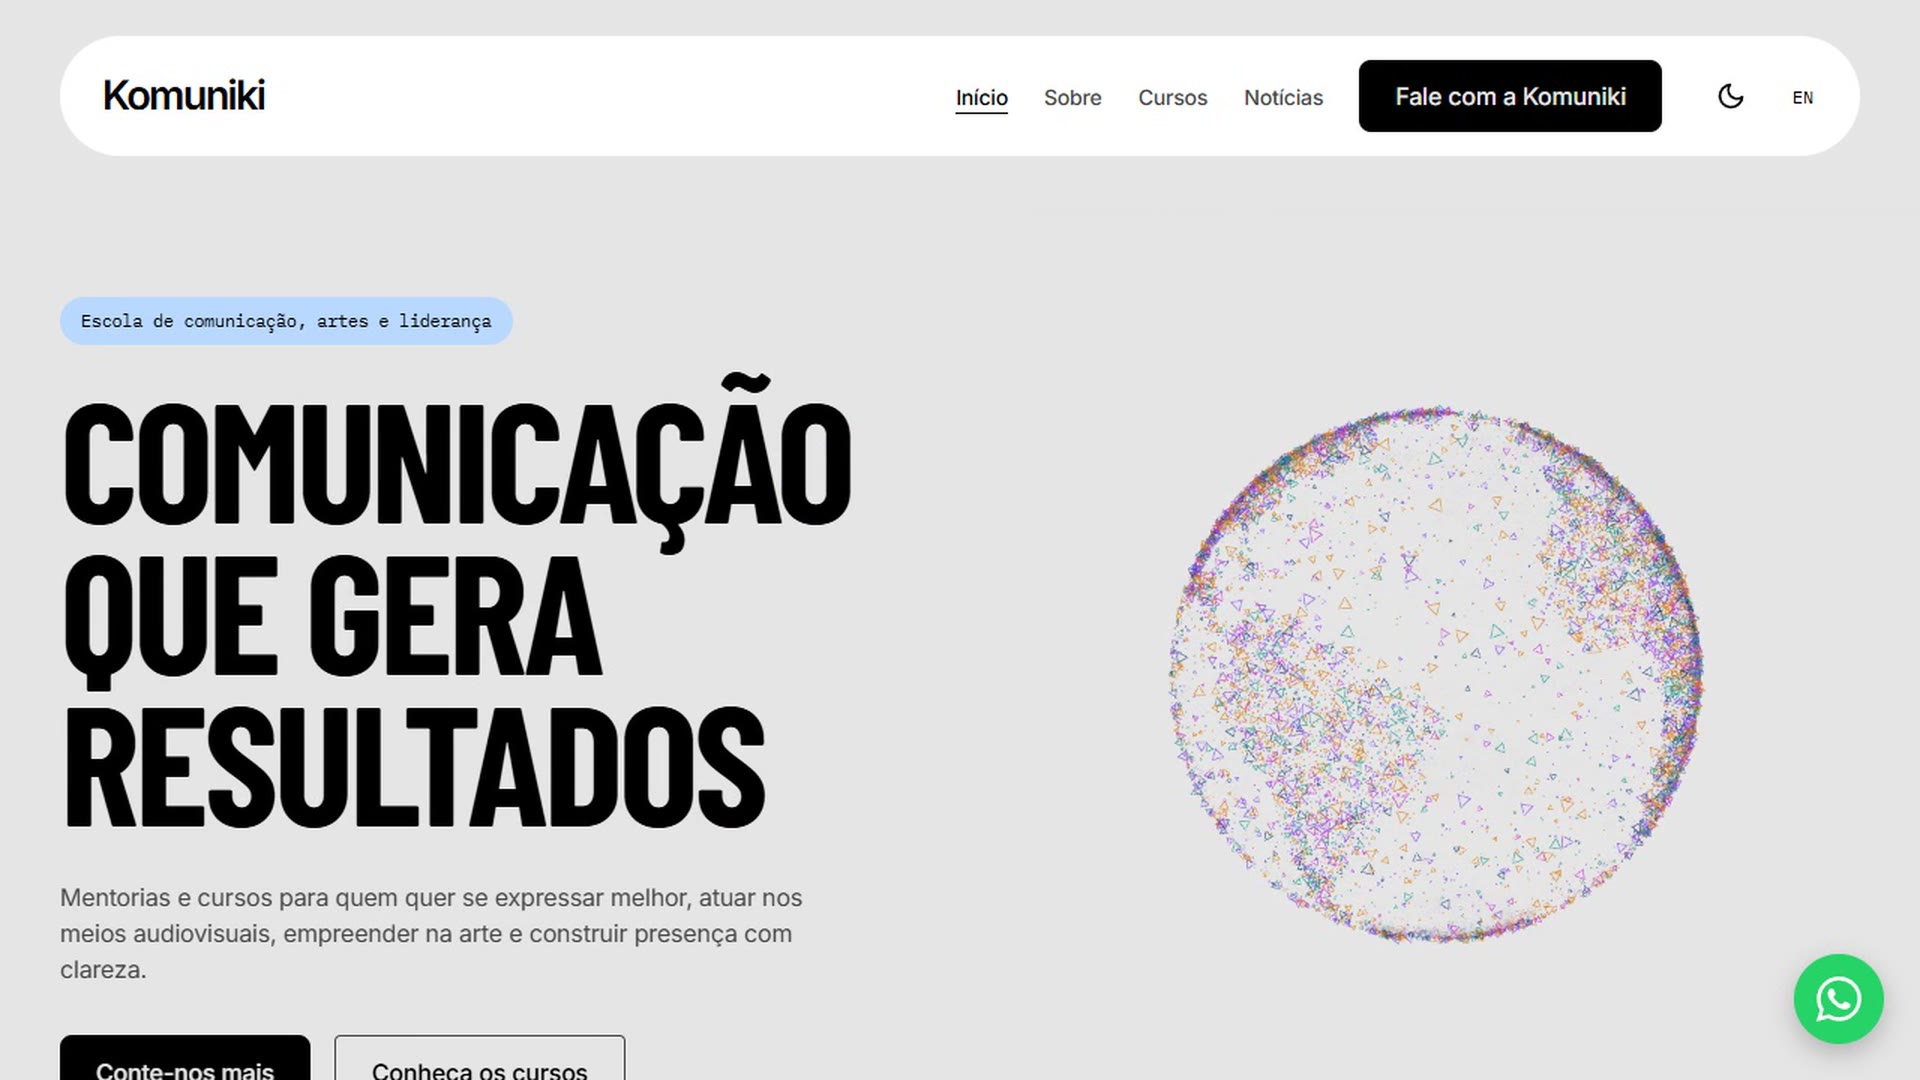 Komuniki
Início
Sobre
Cursos
Notícias
Fale com a Komuniki
EN
Escola de comunicação, artes e liderança
COMUNICAÇÃO
QUE GERA
RESULTADOS
Mentorias e cursos para quem quer se expressar melhor, atuar nos
meios audiovisuais, empreender na arte e construir presença com
clareza.
Conte-nos mais
Conheça os cursos